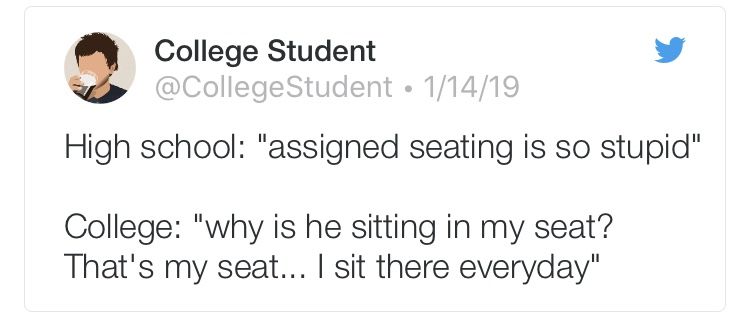 College Student
@CollegeStudent • 1/14/19
High school: "assigned seating is so stupid"
College: "why is he sitting in my seat?
That's my seat... I sit there everyday"